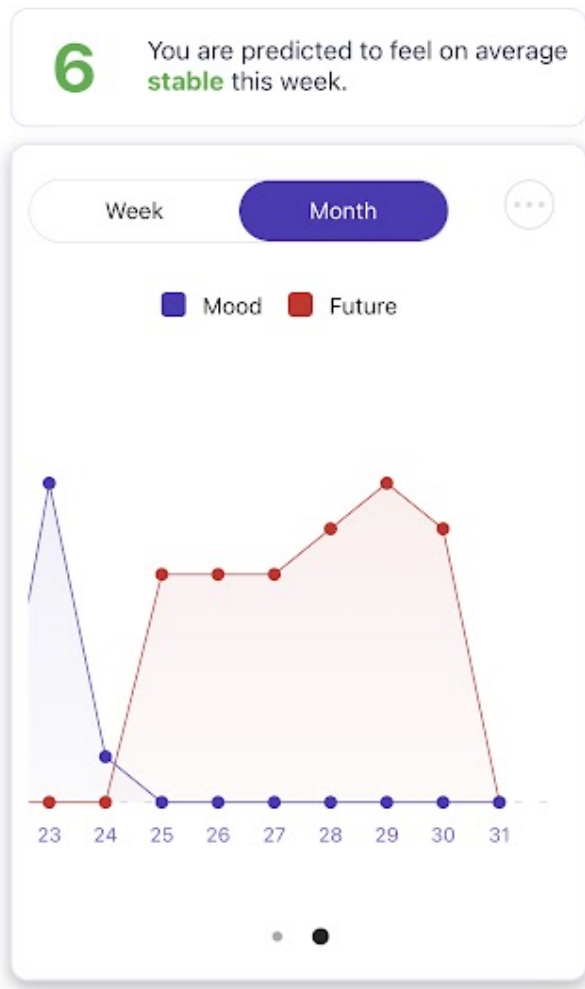 6
You are predicted to feel on average
stable this week.
Week Month
Mood Future
23 24 25 26 27 28 29 30 31